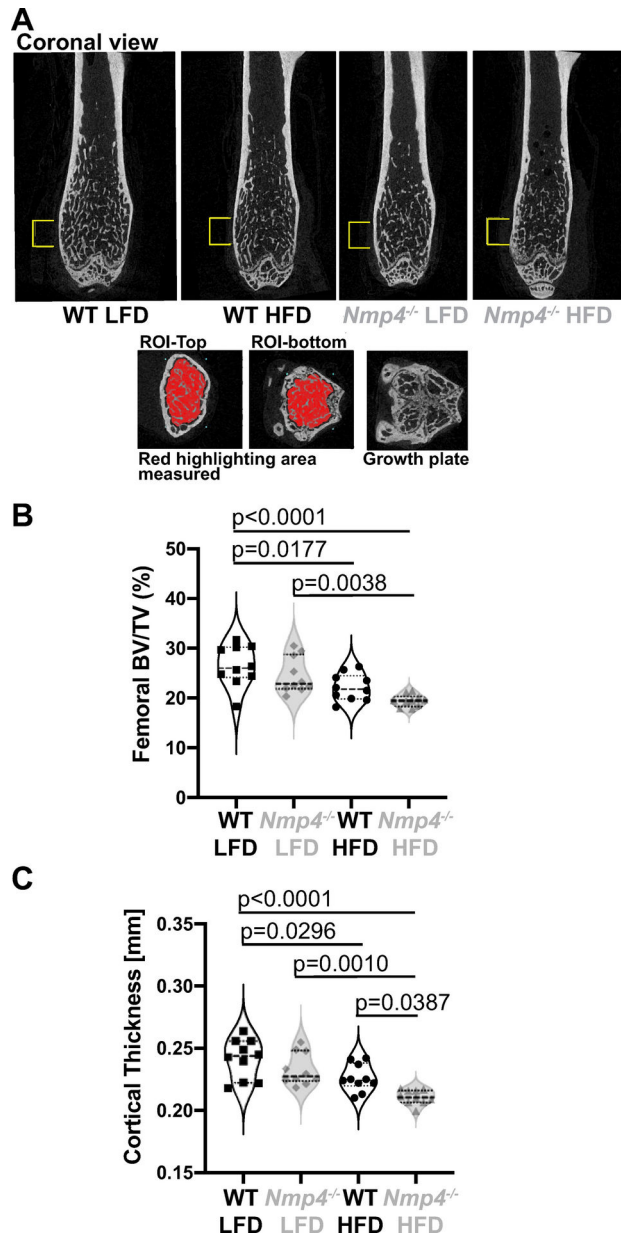 A
Coronal view
WT LFD
WT HFD
Nmp4-/- LFD
Nmp4-/- HFD
ROI-Top
ROI-bottom
Red highlighting area
measured
Growth plate
B
p<0.0001
p=0.0177
p=0.0038
Femoral BV/TV (%)
50
40
30
20
10
0
WT
LFD
Nmp4-/-
LFD
WT
HFD
Nmp4-/-
HFD
C
p<0.0001
p=0.0296
p=0.0010
p=0.0387
Cortical Thickness [mm]
0.35
0.30
0.25
0.20
0.15
WT
LFD
Nmp4-/-
LFD
WT
HFD
Nmp4-/-
HFD